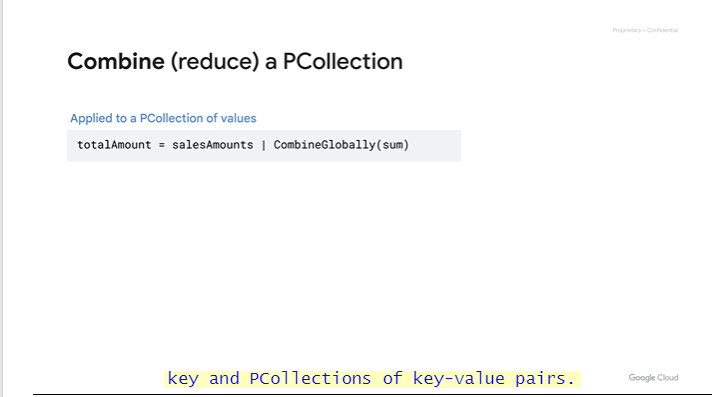 Proprietary + Confidential
Combine (reduce) a PCollection
Applied to a PCollection of values
totalAmount = salesAmounts | CombineGlobally(sum)
key and PCollections of key-value pairs.
Google Cloud